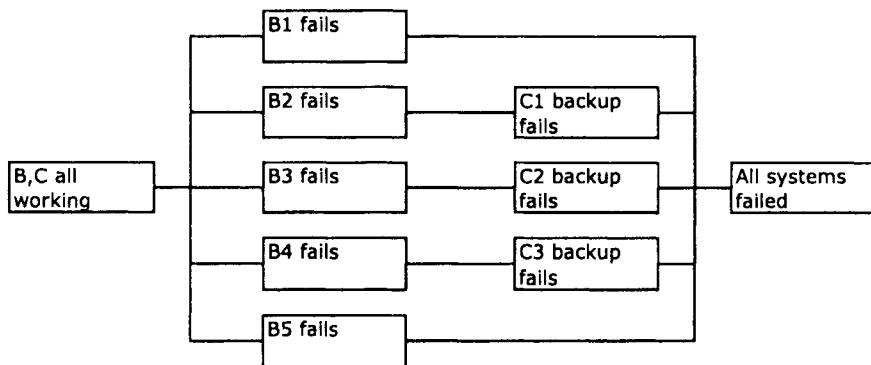 B1 fails
B2 fails
C1 backup
fails
B,C all
working
B3 fails
C2 backup
fails
All systems
failed
B4 fails
C3 backup
fails
B5 fails